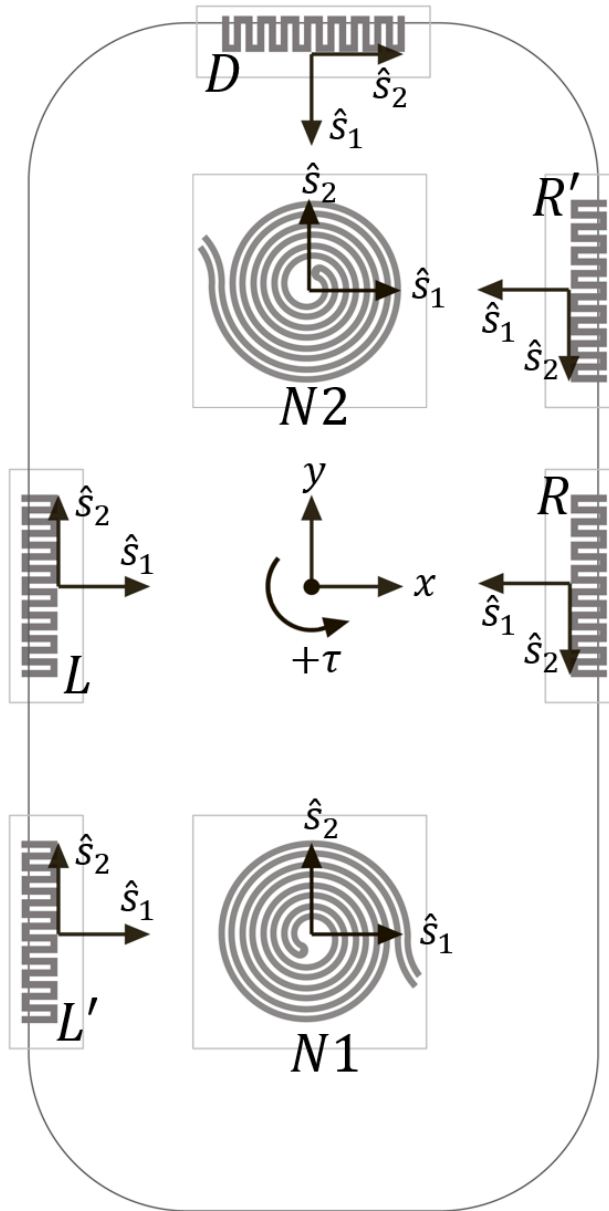 D
ŝ₂
ŝ₁
ŝ₂
R′
ŝ₁
ŝ₁
ŝ₂
N2
ŝ₂
y
R
ŝ₁
x
ŝ₁
ŝ₂
+τ
L
ŝ₂
ŝ₂
ŝ₁
ŝ₁
L′
N1